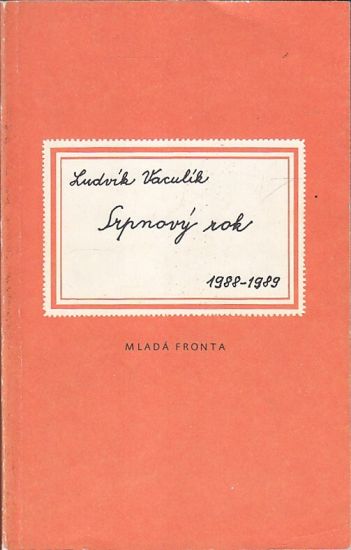 Ludvík Vaculík
Srpnový rok
1988-1989
MLADÁ FRONTA